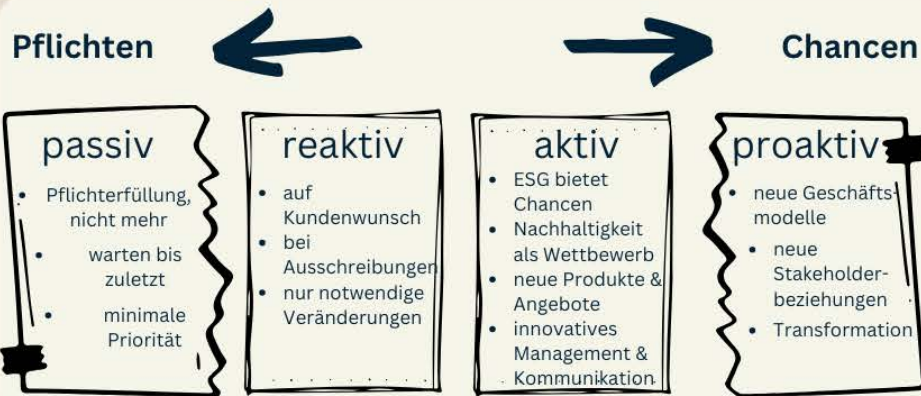 Pflichten
Chancen
passiv
• Pflichterfüllung,
nicht mehr
• warten bis
zuletzt
• minimale
Priorität
reaktiv
• auf
Kundenwunsch
• bei
Ausschreibungen
• nur notwendige
Veränderungen
aktiv
• ESG bietet
Chancen
• Nachhaltigkeit
als Wettbewerb
• neue Produkte &
Angebote
• innovatives
Management &
Kommunikation
proaktiv
• neue Geschäfts-
modelle
• neue
Stakeholder-
beziehungen
• Transformation